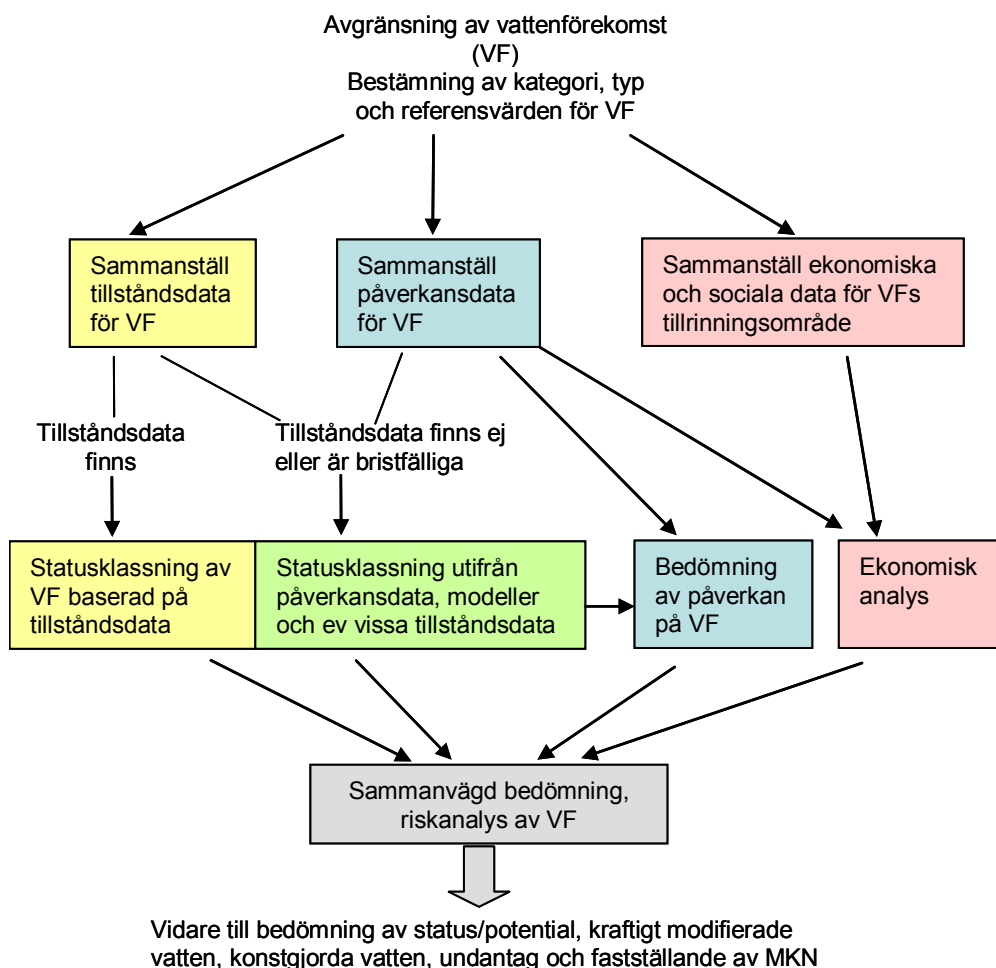 Avgränsning av vattenförekomst
(VF)
Bestämning av kategori, typ
och referensvärden för VF
Sammanställ
tillståndsdata
för VF
Sammanställ
påverkansdata
för VF
Sammanställ ekonomiska
och sociala data för VFs
tillrinningsområde
Tillståndsdata
finns
Tillståndsdata finns ej
eller är bristfälliga
Statusklassning av
VF baserad på
tillståndsdata
Statusklassning utifrån
påverkansdata, modeller
och ev vissa tillståndsdata
Bedömning
av påverkan
på VF
Ekonomisk
analys
Sammanvägd bedömning,
riskanalys av VF
Vidare till bedömning av status/potential, kraftigt modifierade
vatten, konstgjorda vatten, undantag och fastställande av MKN